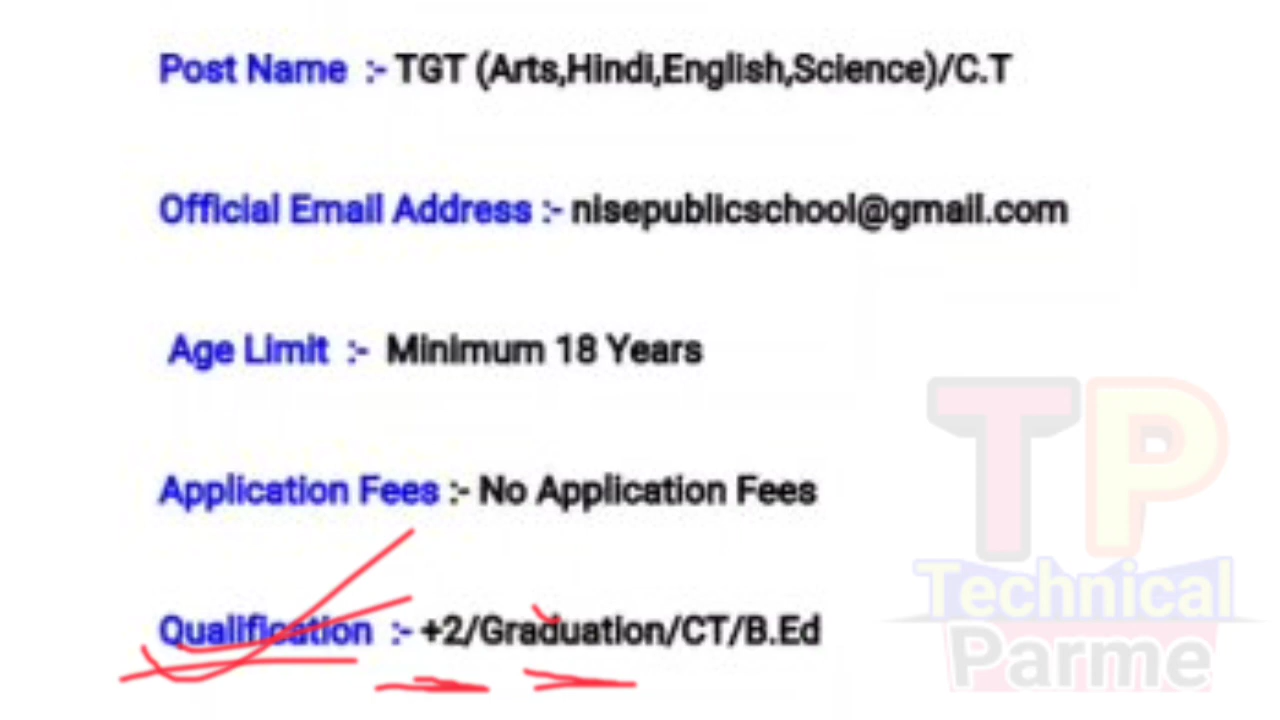 Post Name :- TGT (Arts,Hindi,English,Science)/C.T
Official Email Address :- nisepublicschool@gmail.com
Age Limit :- Minimum 18 Years
Application Fees :- No Application Fees
Qualification :- +2/Graduation/CT/B.Ed
TP
Technical
Parme